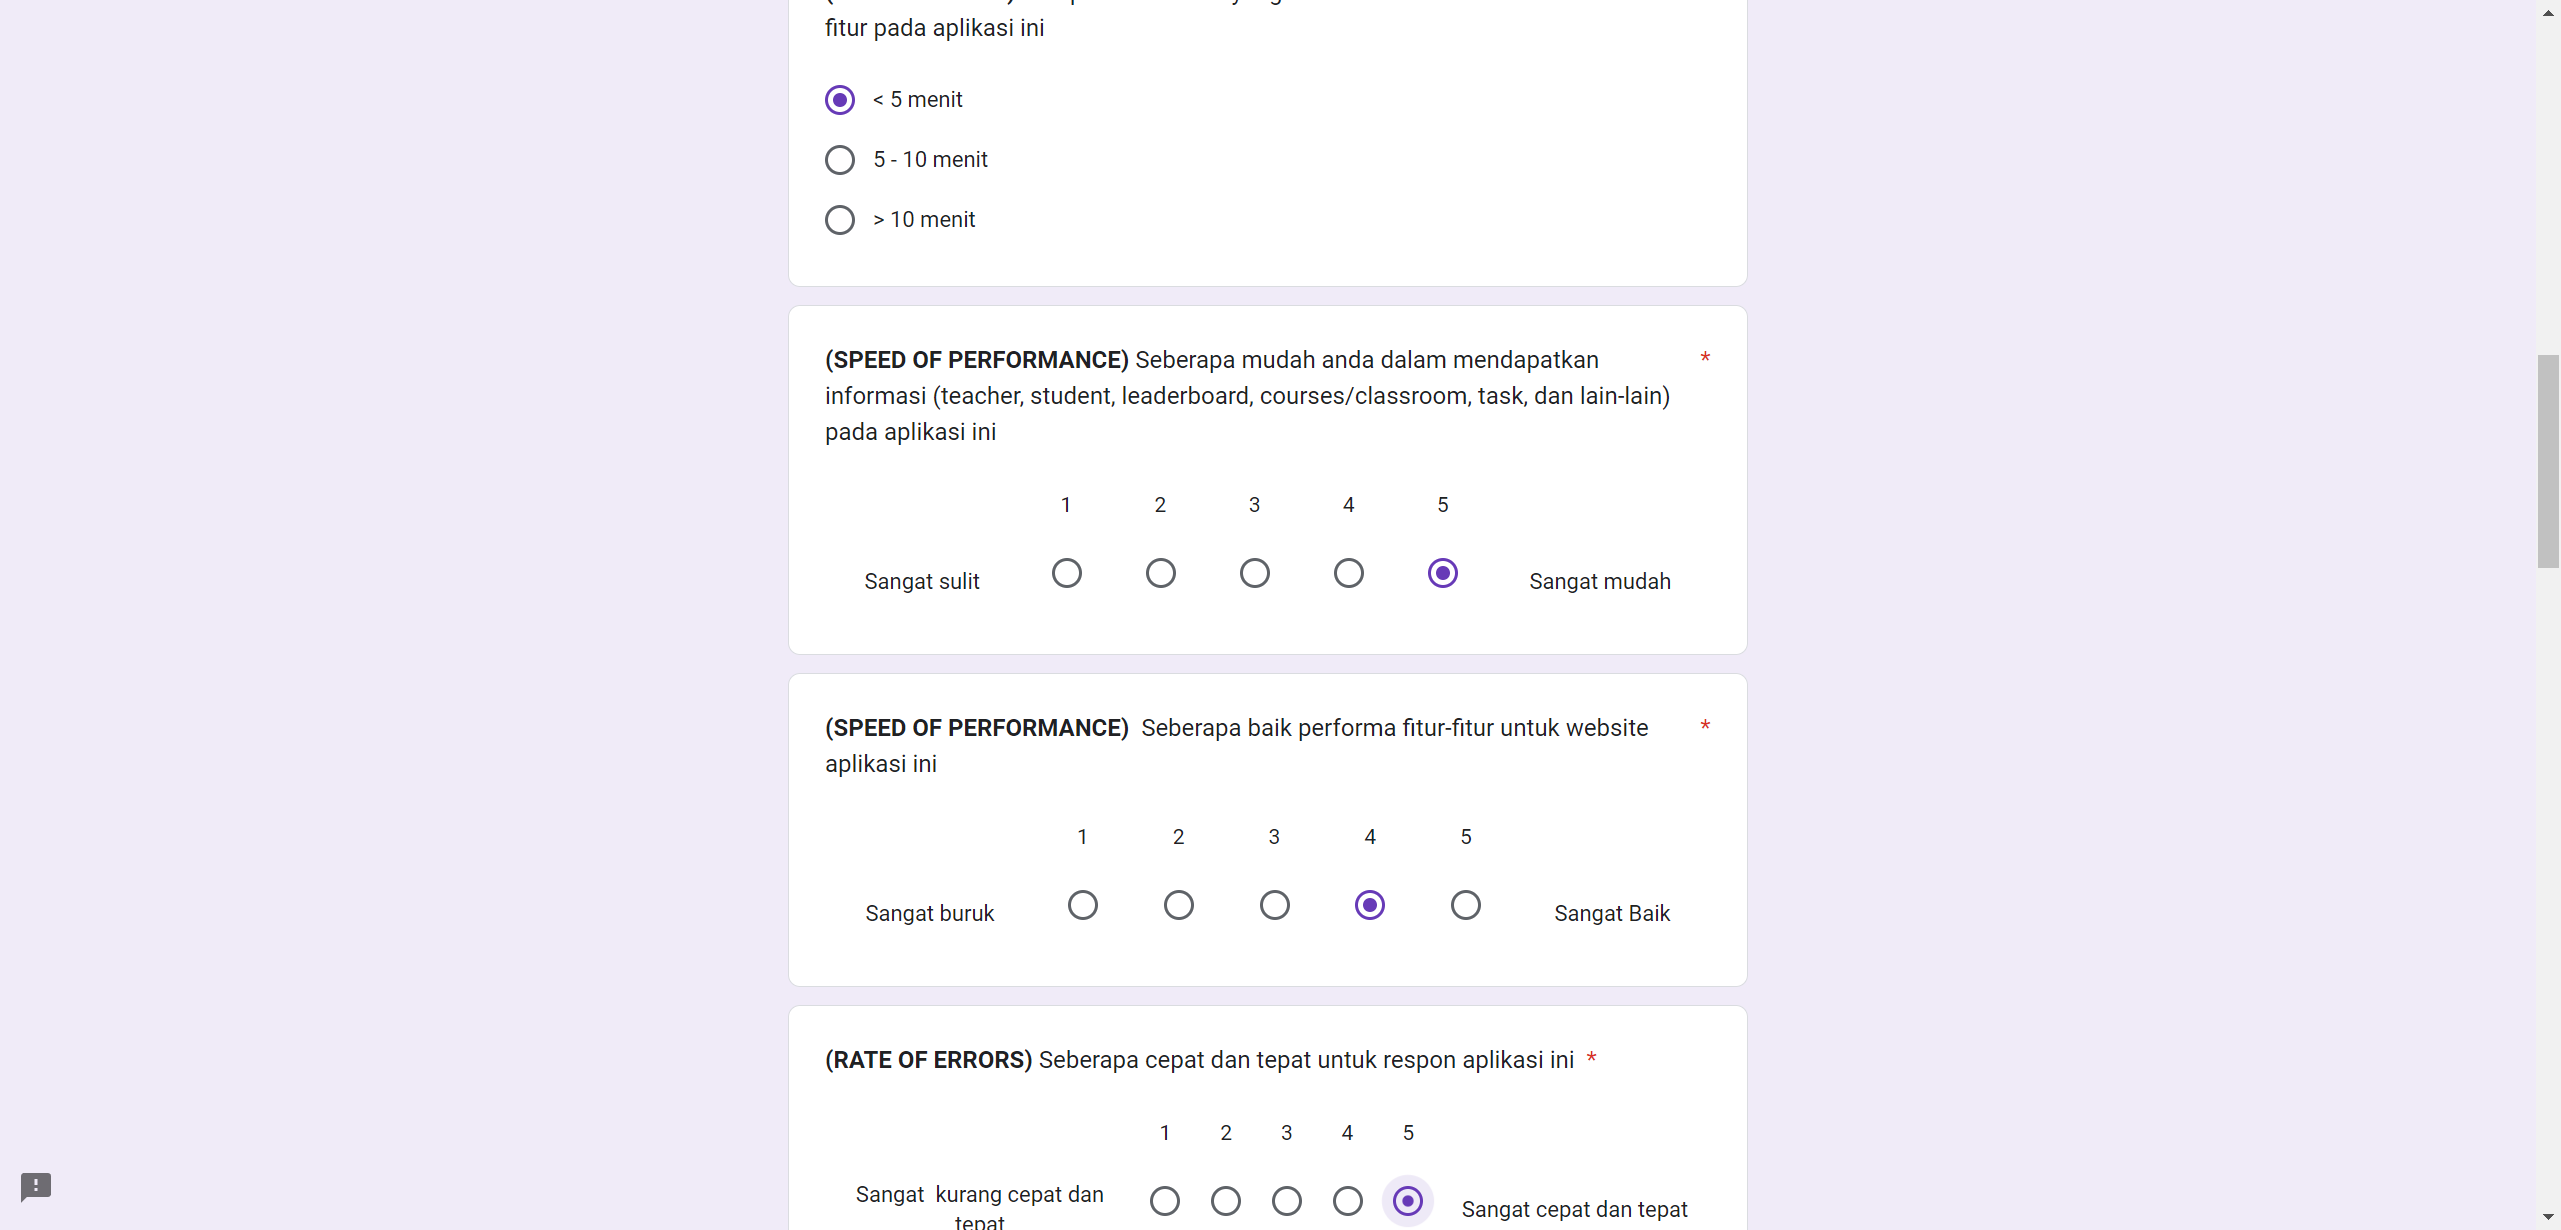 fitur pada aplikasi ini
< 5 menit
5 - 10 menit
> 10 menit
(SPEED OF PERFORMANCE) Seberapa mudah anda dalam mendapatkan *
informasi (teacher, student, leaderboard, courses/classroom, task, dan lain-lain)
pada aplikasi ini
1 2 3 4 5
Sangat sulit Sangat mudah
(SPEED OF PERFORMANCE)  Seberapa baik performa fitur-fitur untuk website *
aplikasi ini
1 2 3 4 5
Sangat buruk Sangat Baik
(RATE OF ERRORS) Seberapa cepat dan tepat untuk respon aplikasi ini *
1 2 3 4 5
Sangat  kurang cepat dan
tepat
Sangat cepat dan tepat